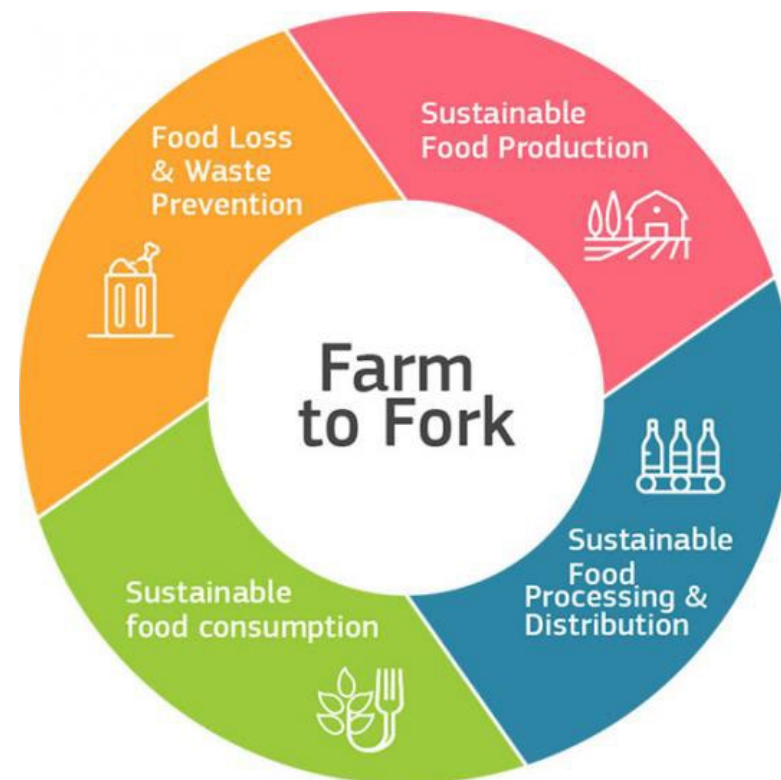 Farm
to Fork
Sustainable
Food Production
Sustainable
Food
Processing &
Distribution
Sustainable
food consumption
Food Loss
& Waste
Prevention